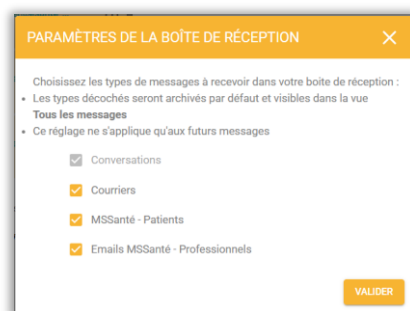 PARAMÈTRES DE LA BOÎTE DE RÉCEPTION
Choisissez les types de messages à recevoir dans votre boite de réception :
• Les types décochés seront archivés par défaut et visibles dans la vue
Tous les messages
• Ce réglage ne s'applique qu'aux futurs messages
Conversations
Courriers
MSSanté - Patients
Emails MSSanté - Professionnels
VALIDER